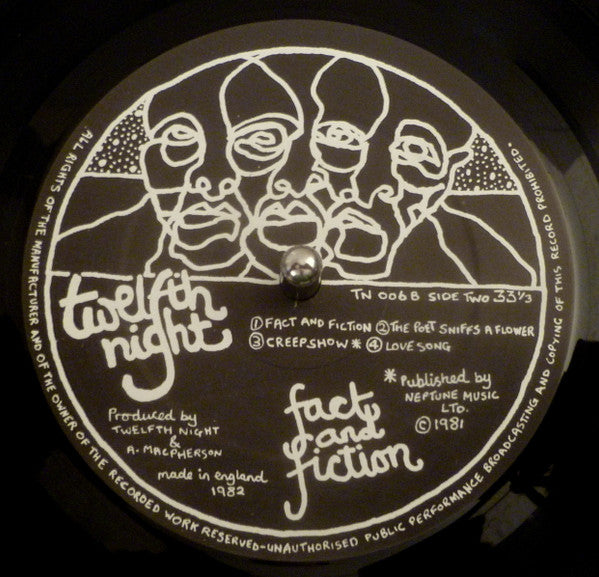 ALL RIGHTS OF THE MANUFACTURER AND OF THE OWNER OF THE RECORDED WORK RESERVED-UNAUTHORISED PUBLIC PERFORMANCE BROADCASTING AND COPYING OF THIS RECORD PROHIBITED.
TN 006B SIDE TWO 33 1/3
twelfth
night
① FACT AND FICTION ② THE POET SNIFFS A FLOWER
③ CREEPSHOW * ④ LOVE SONG
* Published by
NEPTUNE MUSIC
LTD.
© 1981
Produced by
TWELFTH NIGHT
&
A. MACPHERSON
made in england
1982
fact
and
fiction